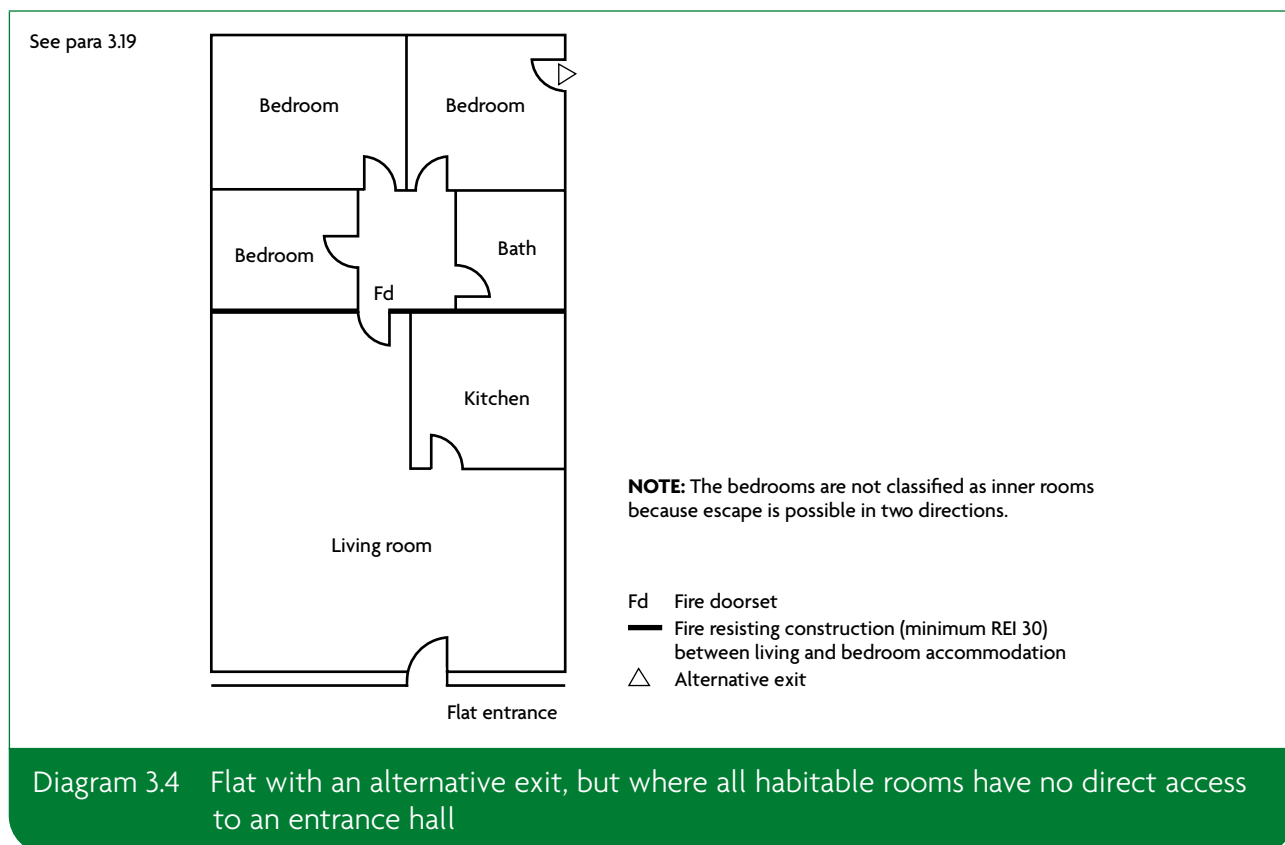 See para 3.19
Bedroom
Bedroom
Bedroom
Bath
Fd
Kitchen
Living room
Flat entrance
NOTE: The bedrooms are not classified as inner rooms
because escape is possible in two directions.
Fd Fire doorset
Fire resisting construction (minimum REI 30)
between living and bedroom accommodation
Alternative exit
Diagram 3.4 Flat with an alternative exit, but where all habitable rooms have no direct access
to an entrance hall